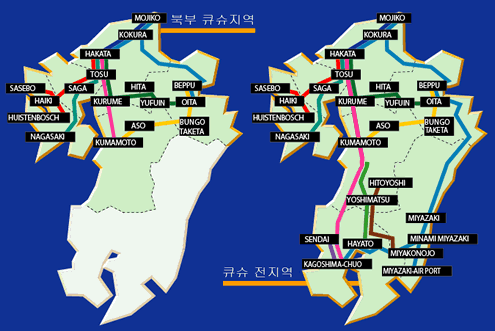 MOJIKO
북부 큐슈지역
KOKURA
HAKATA
TOSU
SASEBO
SAGA
HITA
BEPPU
HAIKI
KURUME
YUFUIN
OITA
HUISTENBOSCH
ASO
BUNGO
TAKETA
NAGASAKI
KUMAMOTO
MOJIKO
KOKURA
HAKATA
TOSU
SASEBO
SAGA
HITA
BEPPU
HAIKI
KURUME
YUFUIN
OITA
HUISTENBOSCH
ASO
BUNGO
TAKETA
NAGASAKI
KUMAMOTO
HITOYOSHI
YOSHIMATSU
MIYAZAKI
SENDAI
HAYATO
MINAMI MIYAZAKI
MIYAKONOJO
KAGOSHIMA-CHUO
MIYAZAKI-AIR PORT
큐슈 전지역